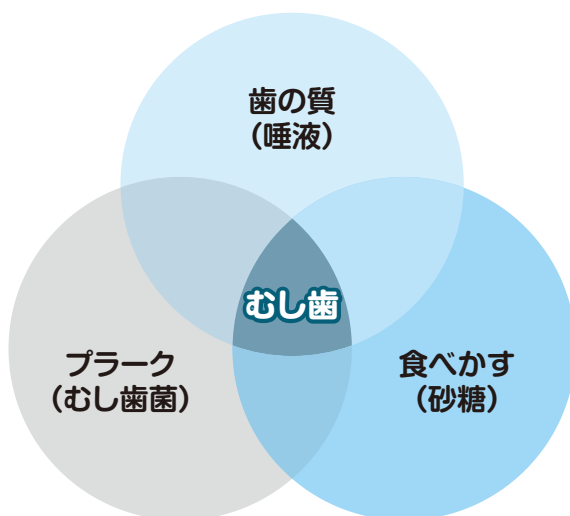 歯の質
（唾液）
むし歯
プラーク
（むし歯菌）
食べかす
（砂糖）